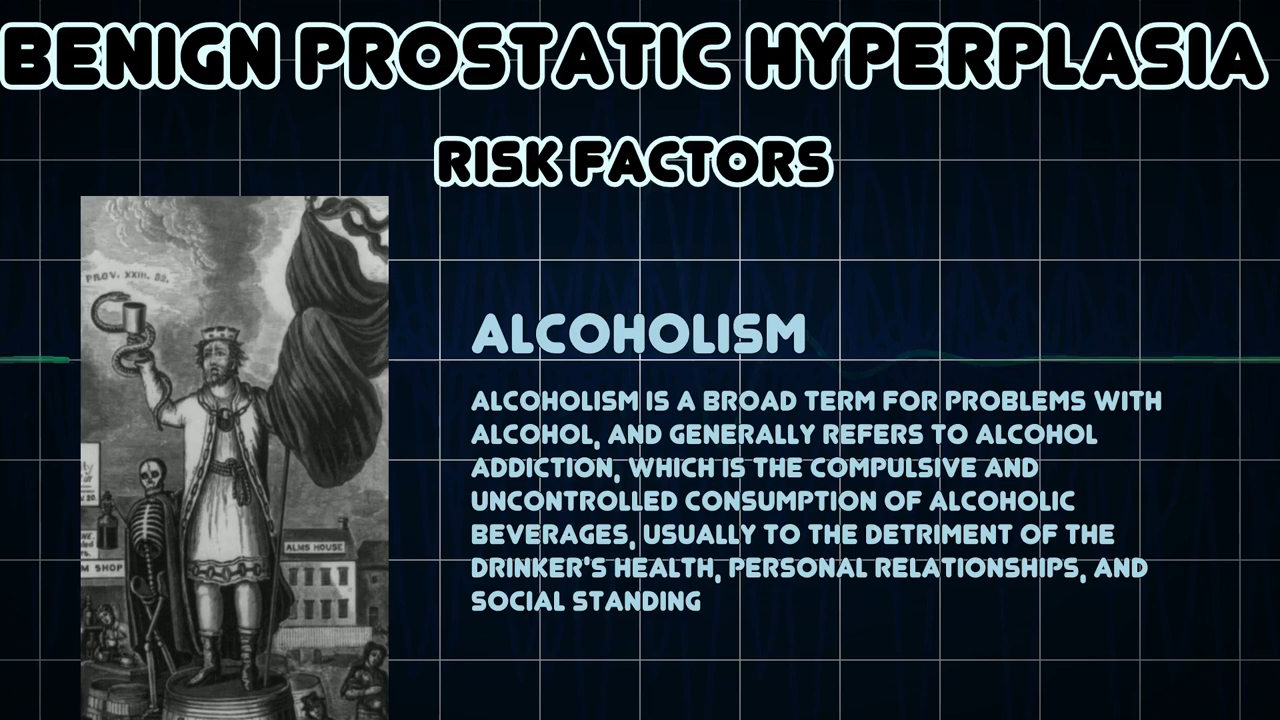 BENIGN PROSTATIC HYPERPLASIA
RISK FACTORS
PROV. XXIII. 32.
ALCOHOLISM
ALCOHOLISM IS A BROAD TERM FOR PROBLEMS WITH
ALCOHOL, AND GENERALLY REFERS TO ALCOHOL
ADDICTION, WHICH IS THE COMPULSIVE AND
UNCONTROLLED CONSUMPTION OF ALCOHOLIC
BEVERAGES, USUALLY TO THE DETRIMENT OF THE
DRINKER'S HEALTH, PERSONAL RELATIONSHIPS, AND
SOCIAL STANDING
ALMS HOUSE
M SHOP